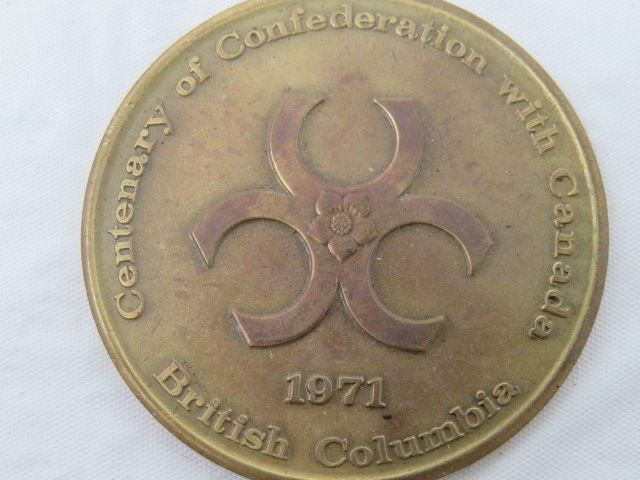 Centenary of Confederation with Canada
1971
British Columbia